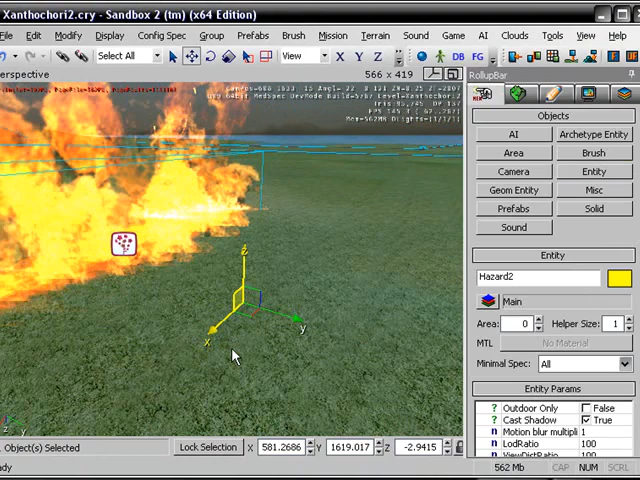 Xanthochori2.cry - Sandbox 2 (tm) (x64 Edition)
File Edit Modify Display Config Spec Group Prefabs Brush Mission Terrain Sound Game AI Clouds Tools View Help
Select All View X Y Z DB FG
erspective 566 x 419
RollupBar
Objects
AI Archetype Entity
Area Brush
Camera Entity
Geom Entity Misc
Prefabs Solid
Sound
Entity
Hazard2
Main
Area: 0 Helper Size: 1
MTL No Material
Minimal Spec: All
Entity Params
? Outdoor Only False
? Cast Shadow True
n Motion blur multipli 1
n LodRatio 100
n ViewDistRatio 100
z
x
y
z y
Object(s) Selected Lock Selection X 581.2686 Y 1619.017 Z -2.9415
ady 562 Mb CAP NUM SCRL